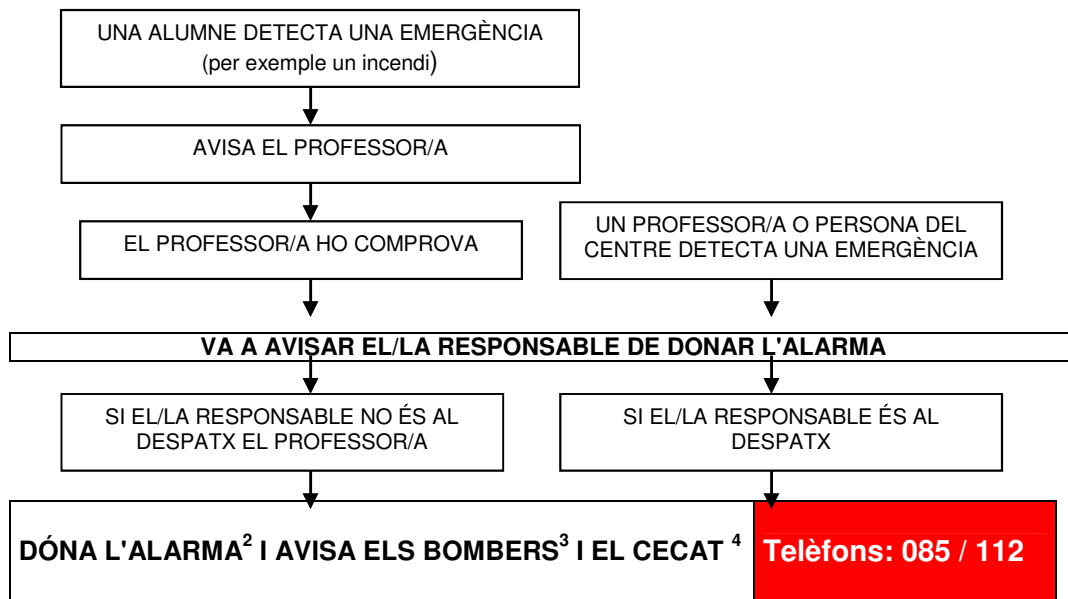 UNA ALUMNE DETECTA UNA EMERGÈNCIA
(per exemple un incendi)
AVISA EL PROFESSOR/A
EL PROFESSOR/A HO COMPROVA
UN PROFESSOR/A O PERSONA DEL
CENTRE DETECTA UNA EMERGÈNCIA
VA A AVISAR EL/LA RESPONSABLE DE DONAR L'ALARMA
SI EL/LA RESPONSABLE NO ÉS AL
DESPATX EL PROFESSOR/A
SI EL/LA RESPONSABLE ÉS AL
DESPATX
DÓNA L'ALARMA² I AVISA ELS BOMBERS³ I EL CECAT ⁴
Telèfons: 085 / 112